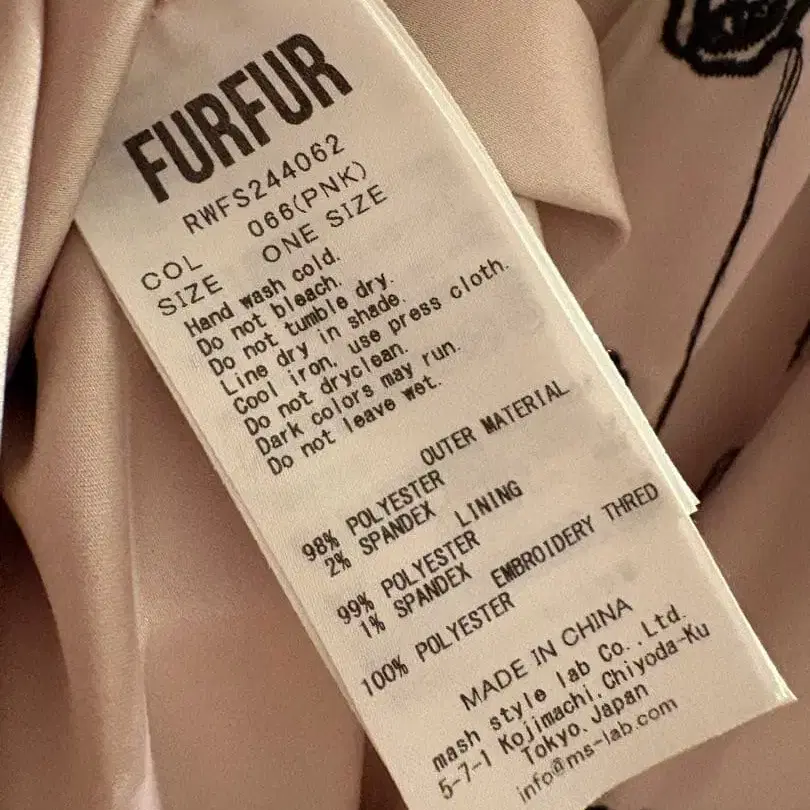 FURFUR
RWFS244062
COL 066(PNK)
SIZE ONE SIZE
Hand wash cold.
Do not bleach.
Do not tumble dry.
Line dry in shade.
Cool iron, use press cloth.
Do not dryclean.
Dark colors may run.
Do not leave wet.
OUTER MATERIAL
98% POLYESTER
2% SPANDEX
LINING
99% POLYESTER
1% SPANDEX
EMBROIDERY THRED
100% POLYESTER
MADE IN CHINA
mash style lab Co.,Ltd.
5-7-1 Kojimachi,Chiyoda-Ku
Tokyo,Japan
info@ms-lab.com